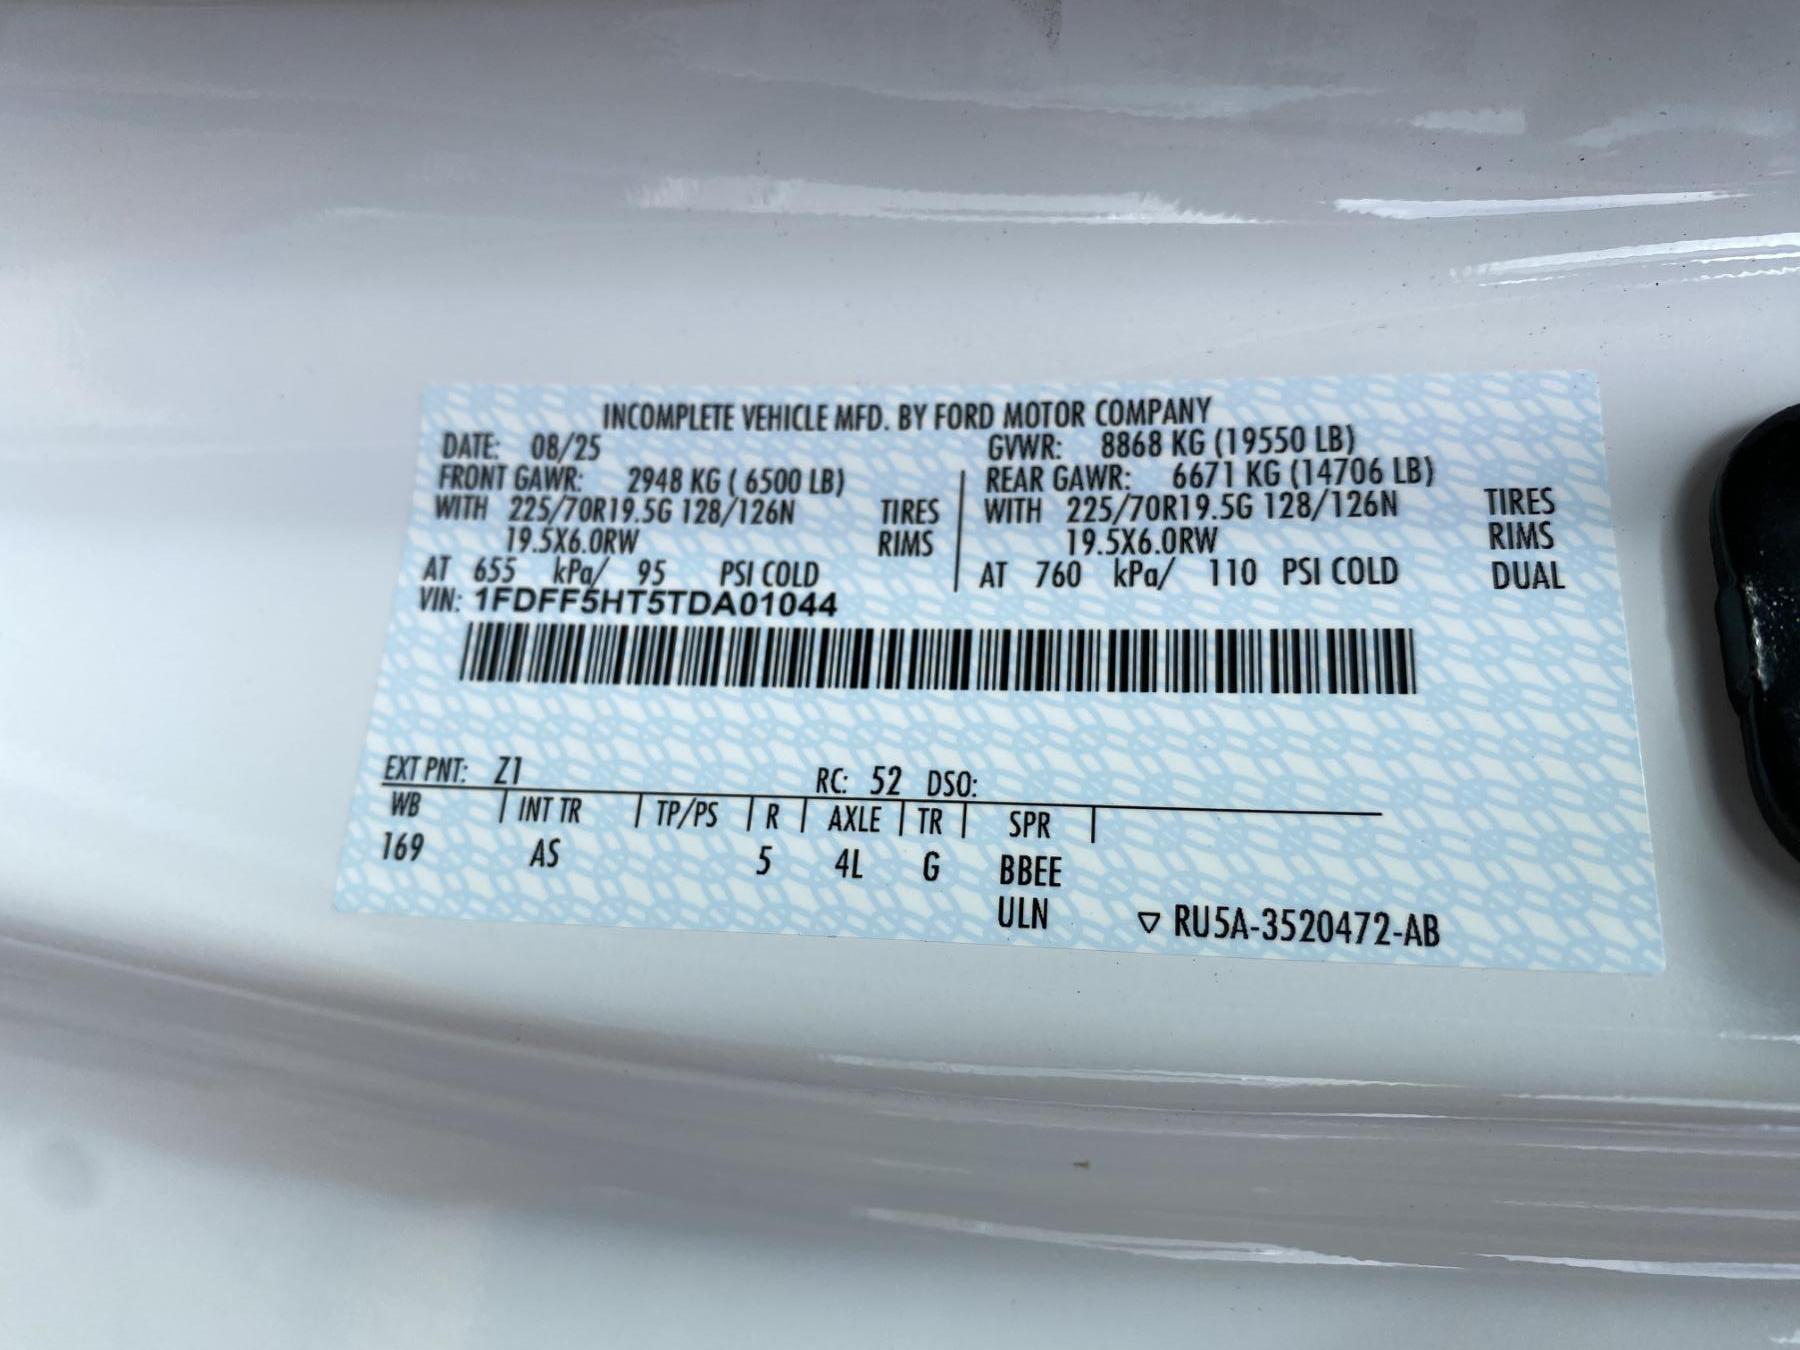 INCOMPLETE VEHICLE MFD. BY FORD MOTOR COMPANY
DATE: 08/25 GVWR: 8868 KG (19550 LB)
FRONT GAWR: 2948 KG ( 6500 LB) REAR GAWR: 6671 KG (14706 LB)
WITH 225/70R19.5G 128/126N TIRES WITH 225/70R19.5G 128/126N TIRES
19.5X6.0RW RIMS 19.5X6.0RW RIMS
AT 655 kPa/ 95 PSI COLD AT 760 kPa/ 110 PSI COLD DUAL
VIN: 1FDFF5HT5TDA01044
EXT PNT: Z1 RC: 52 DSO:
WB INT TR TP/PS R AXLE TR SPR
169 AS 5 4L G BBEE
ULN ▽ RU5A-3520472-AB